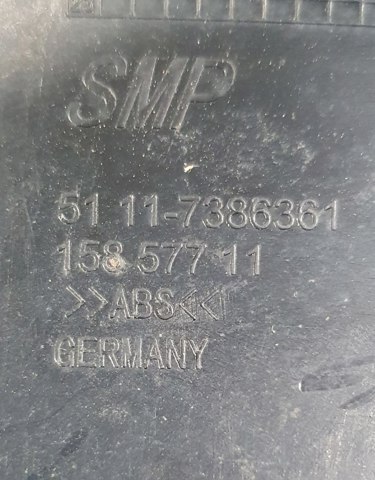 SMP
51 11-7386361
158 577 11
>>ABS<<
GERMANY